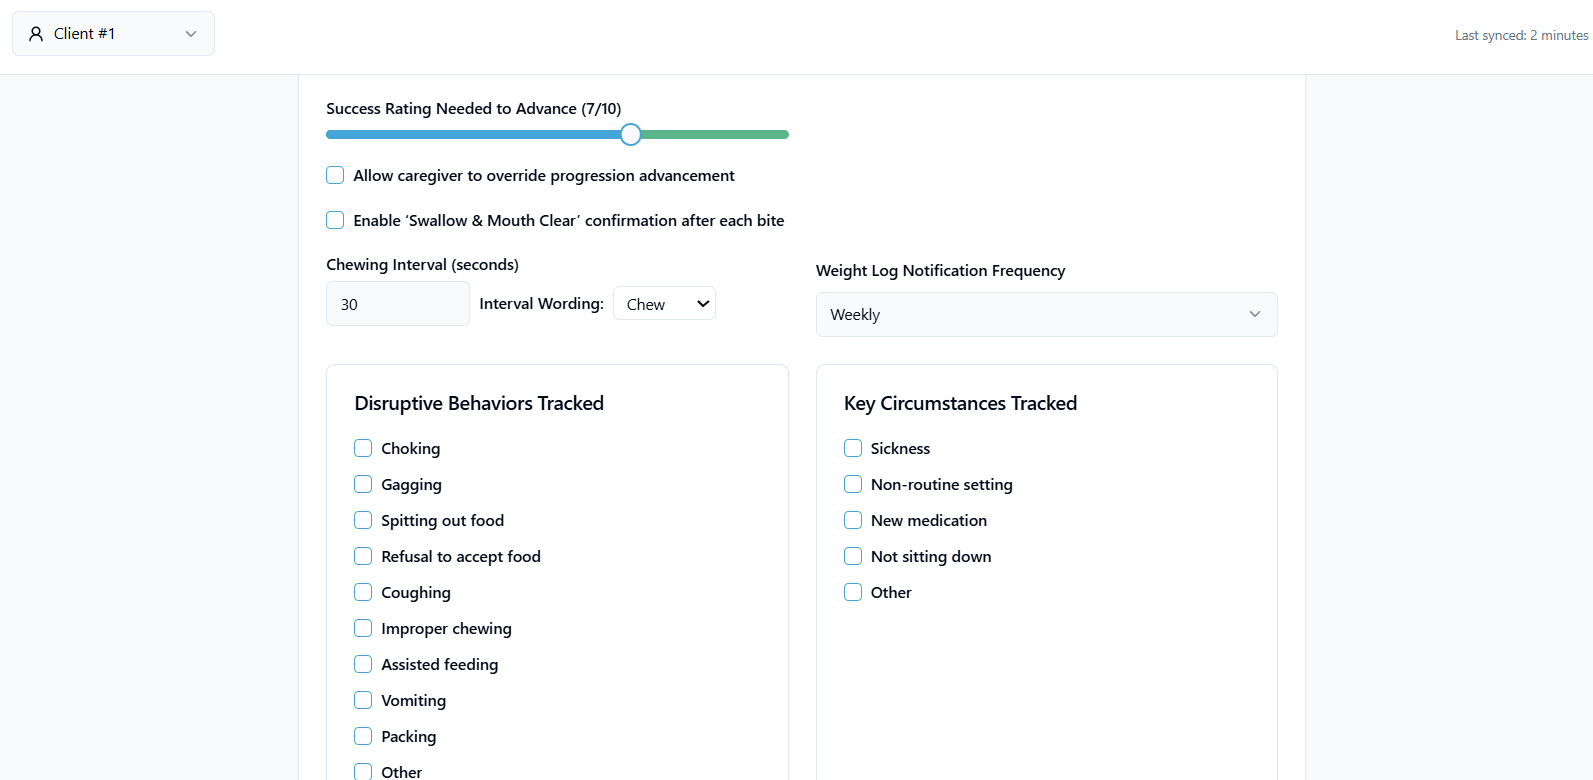 Client #1
Last synced: 2 minutes
Success Rating Needed to Advance (7/10)
Allow caregiver to override progression advancement
Enable ‘Swallow & Mouth Clear’ confirmation after each bite
Chewing Interval (seconds)
30
Interval Wording:
Chew
Weight Log Notification Frequency
Weekly
Disruptive Behaviors Tracked
Choking
Gagging
Spitting out food
Refusal to accept food
Coughing
Improper chewing
Assisted feeding
Vomiting
Packing
Other
Key Circumstances Tracked
Sickness
Non-routine setting
New medication
Not sitting down
Other